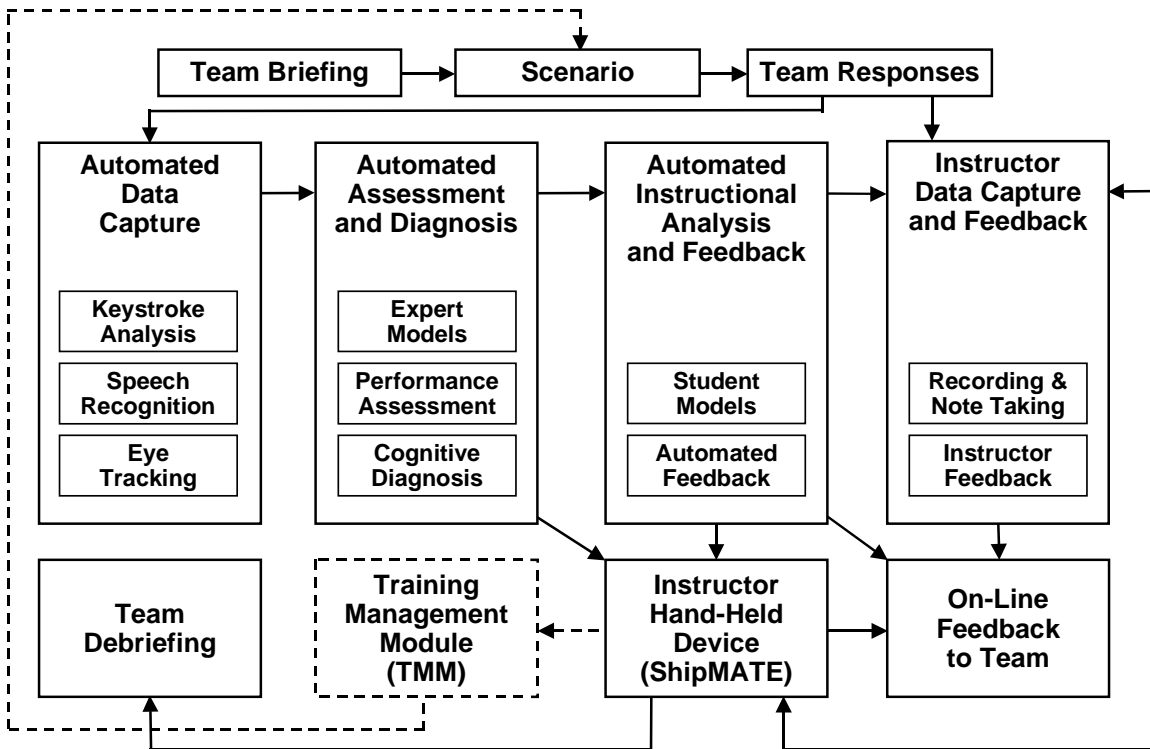 Team Briefing
Scenario
Team Responses
Automated
Data
Capture
Keystroke
Analysis
Speech
Recognition
Eye
Tracking
Automated
Assessment
and Diagnosis
Expert
Models
Performance
Assessment
Cognitive
Diagnosis
Automated
Instructional
Analysis
and Feedback
Student
Models
Automated
Feedback
Instructor
Data Capture
and Feedback
Recording &
Note Taking
Instructor
Feedback
Team
Debriefing
Training
Management
Module
(TMM)
Instructor
Hand-Held
Device
(ShipMATE)
On-Line
Feedback
to Team